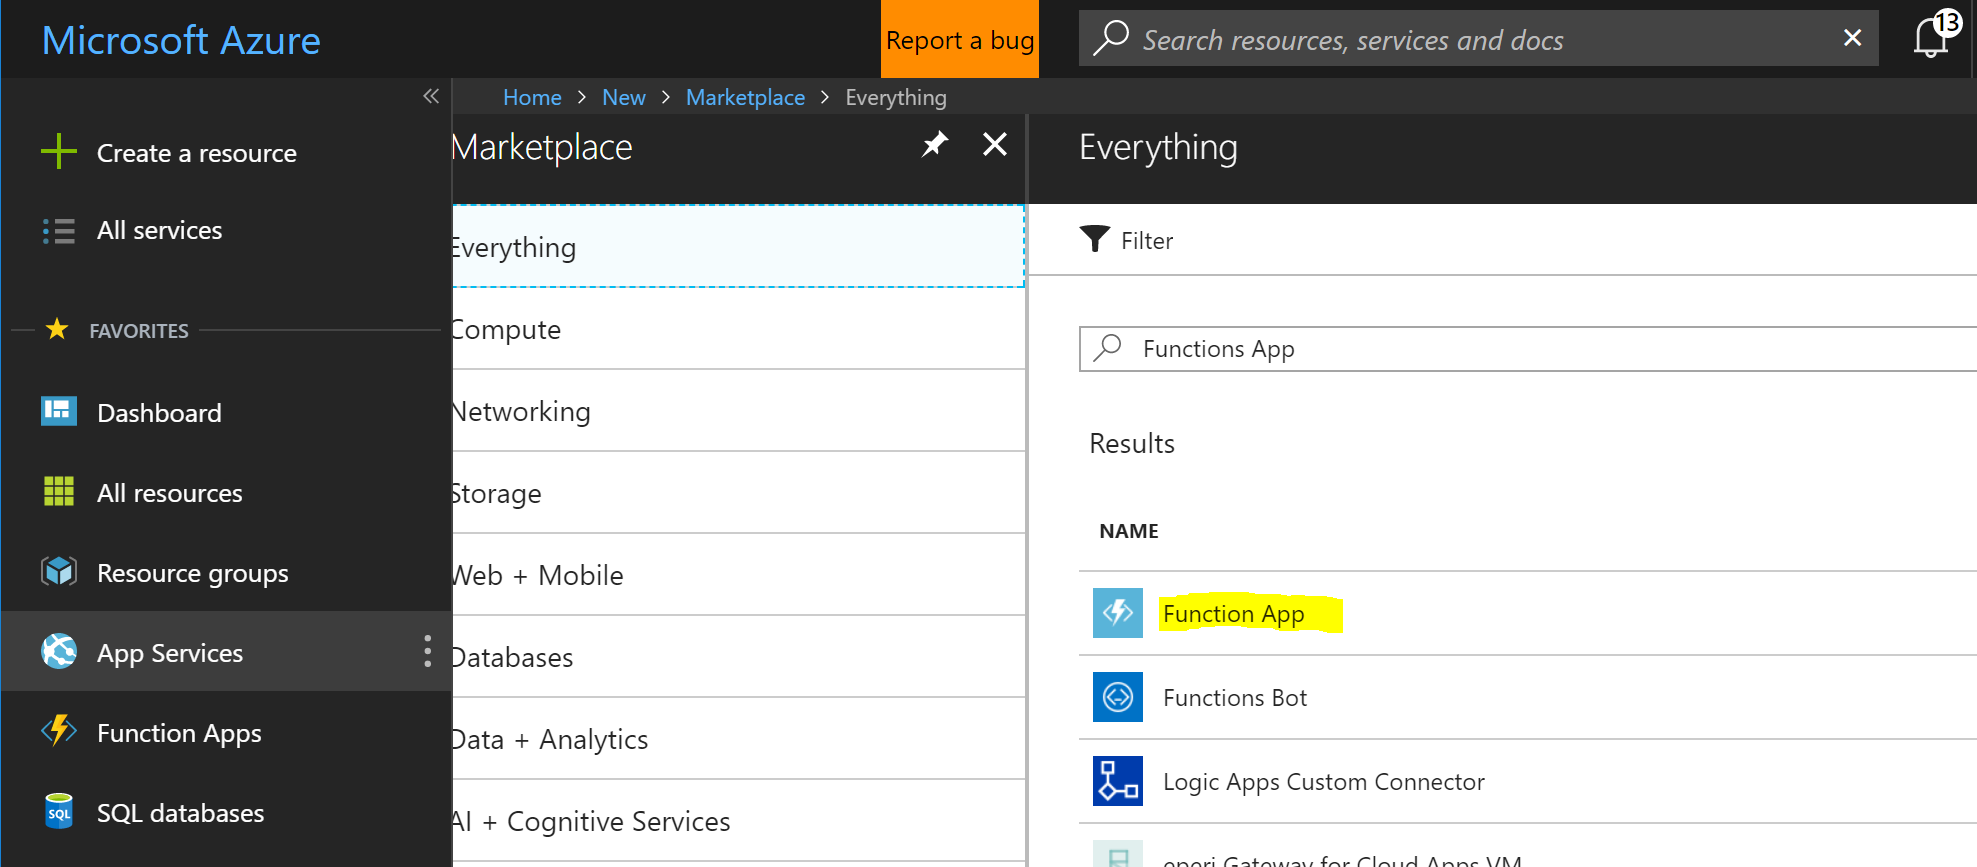 Microsoft Azure
Report a bug
Search resources, services and docs
13
Home > New > Marketplace > Everything
Create a resource
All services
FAVORITES
Dashboard
All resources
Resource groups
App Services
Function Apps
SQL databases
SQL
Marketplace
Everything
Compute
Networking
Storage
Web + Mobile
Databases
Data + Analytics
AI + Cognitive Services
Everything
Filter
Functions App
Results
NAME
Function App
Functions Bot
Logic Apps Custom Connector
eperi Gateway for Cloud Apps VM